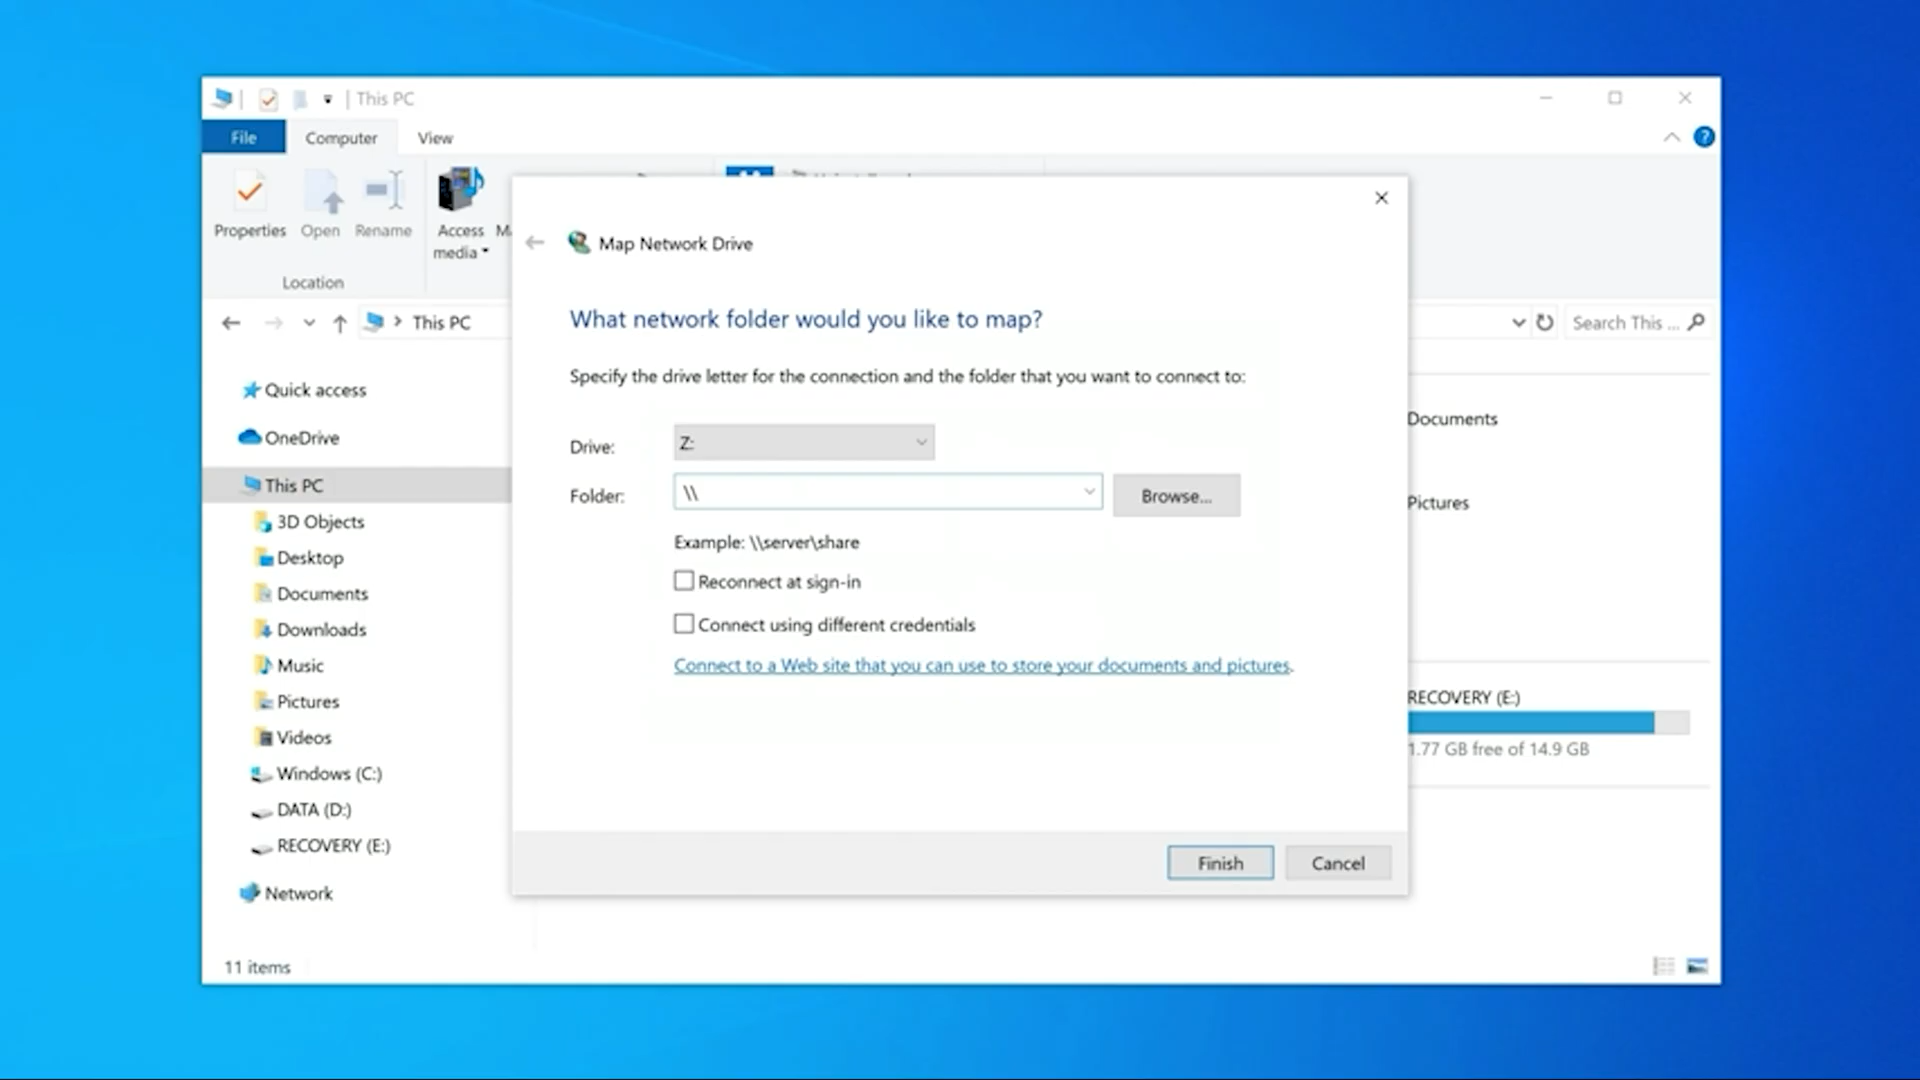 This PC
File
Computer
View
Properties
Open
Rename
Access
media
Location
This PC
Search This ...
Quick access
OneDrive
This PC
3D Objects
Desktop
Documents
Downloads
Music
Pictures
Videos
Windows (C:)
DATA (D:)
RECOVERY (E:)
Network
11 items
Map Network Drive
What network folder would you like to map?
Specify the drive letter for the connection and the folder that you want to connect to:
Drive:
Z:
Folder:
\\
Browse...
Example: \\server\share
Reconnect at sign-in
Connect using different credentials
Connect to a Web site that you can use to store your documents and pictures.
Finish
Cancel
Documents
Pictures
RECOVERY (E:)
1.77 GB free of 14.9 GB